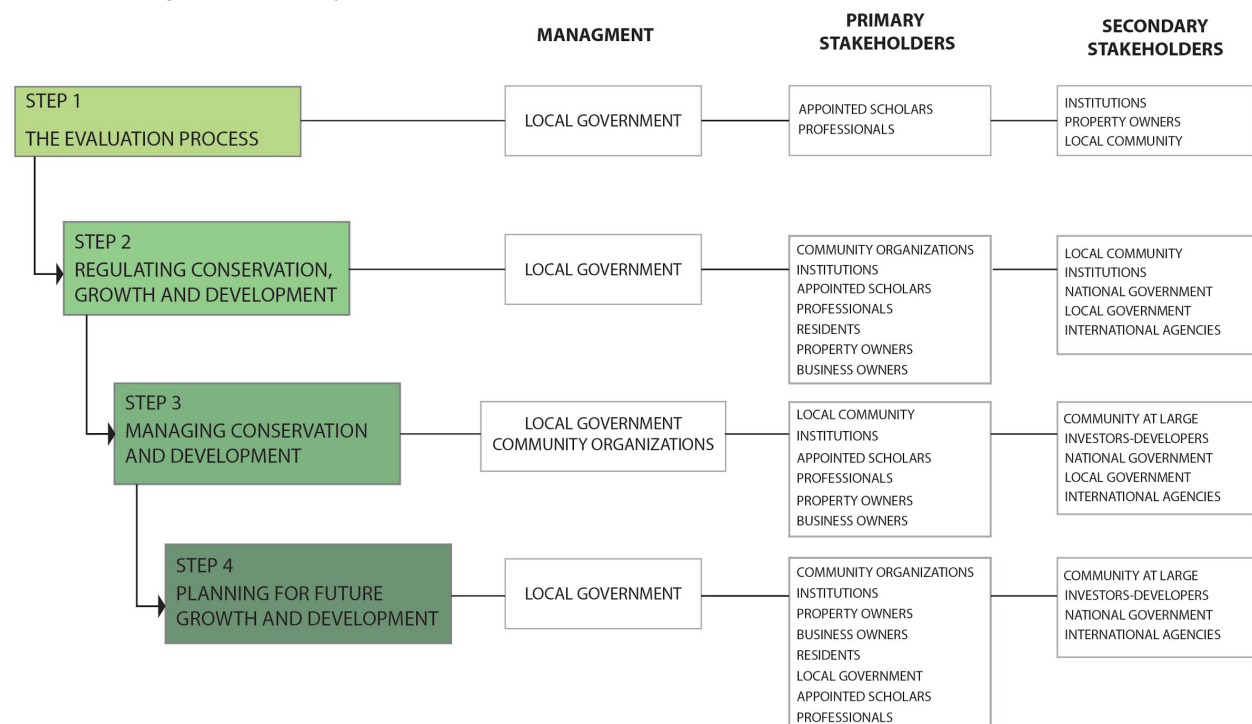 MANAGMENT
PRIMARY
STAKEHOLDERS
SECONDARY
STAKEHOLDERS
STEP 1
THE EVALUATION PROCESS
LOCAL GOVERNMENT
APPOINTED SCHOLARS
PROFESSIONALS
INSTITUTIONS
PROPERTY OWNERS
LOCAL COMMUNITY
STEP 2
REGULATING CONSERVATION,
GROWTH AND DEVELOPMENT
LOCAL GOVERNMENT
COMMUNITY ORGANIZATIONS
INSTITUTIONS
APPOINTED SCHOLARS
PROFESSIONALS
RESIDENTS
PROPERTY OWNERS
BUSINESS OWNERS
LOCAL COMMUNITY
INSTITUTIONS
NATIONAL GOVERNMENT
LOCAL GOVERNMENT
INTERNATIONAL AGENCIES
STEP 3
MANAGING CONSERVATION
AND DEVELOPMENT
LOCAL GOVERNMENT
COMMUNITY ORGANIZATIONS
LOCAL COMMUNITY
INSTITUTIONS
APPOINTED SCHOLARS
PROFESSIONALS
PROPERTY OWNERS
BUSINESS OWNERS
COMMUNITY AT LARGE
INVESTORS-DEVELOPERS
NATIONAL GOVERNMENT
LOCAL GOVERNMENT
INTERNATIONAL AGENCIES
STEP 4
PLANNING FOR FUTURE
GROWTH AND DEVELOPMENT
LOCAL GOVERNMENT
COMMUNITY ORGANIZATIONS
INSTITUTIONS
PROPERTY OWNERS
BUSINESS OWNERS
RESIDENTS
LOCAL GOVERNMENT
APPOINTED SCHOLARS
PROFESSIONALS
COMMUNITY AT LARGE
INVESTORS-DEVELOPERS
NATIONAL GOVERNMENT
INTERNATIONAL AGENCIES